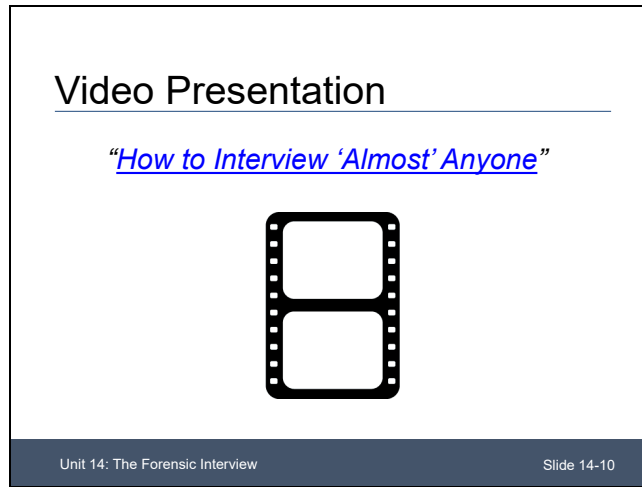 Video Presentation
“How to Interview ‘Almost’ Anyone”
Unit 14: The Forensic Interview
Slide 14-10